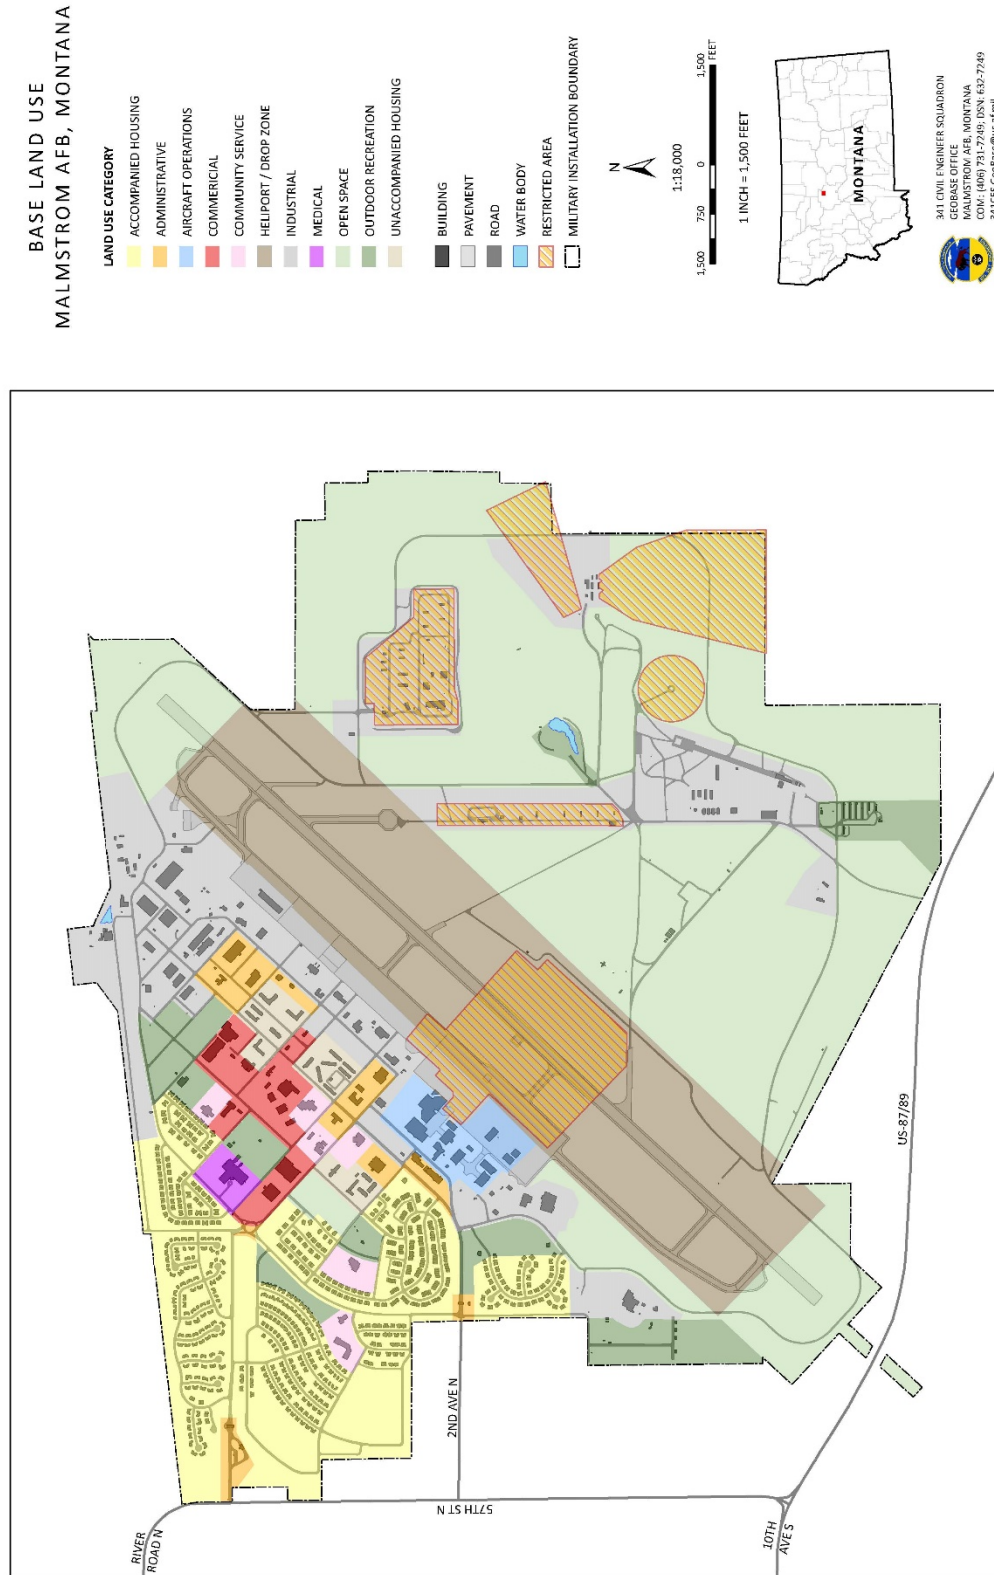 BASE LAND USE
MALMSTROM AFB, MONTANA
LAND USE CATEGORY
ACCOMPANIED HOUSING
ADMINISTRATIVE
AIRCRAFT OPERATIONS
COMMERICIAL
COMMUNITY SERVICE
HELIPORT / DROP ZONE
INDUSTRIAL
MEDICAL
OPEN SPACE
OUTDOOR RECREATION
UNACCOMPANIED HOUSING
BUILDING
PAVEMENT
ROAD
WATER BODY
RESTRICTED AREA
MILITARY INSTALLATION BOUNDARY
N
1:18,000
1,500 750 0 1,500
FEET
1 INCH = 1,500 FEET
MONTANA
341 CIVIL ENGINEER SQUADRON
GEOBASE OFFICE
MALMSTROM AFB, MONTANA
COM: (406) 731-7249; DSN: 632-7249
RIVER
ROAD N
57TH ST N
2ND AVE N
10TH
AVE S
US-87/89